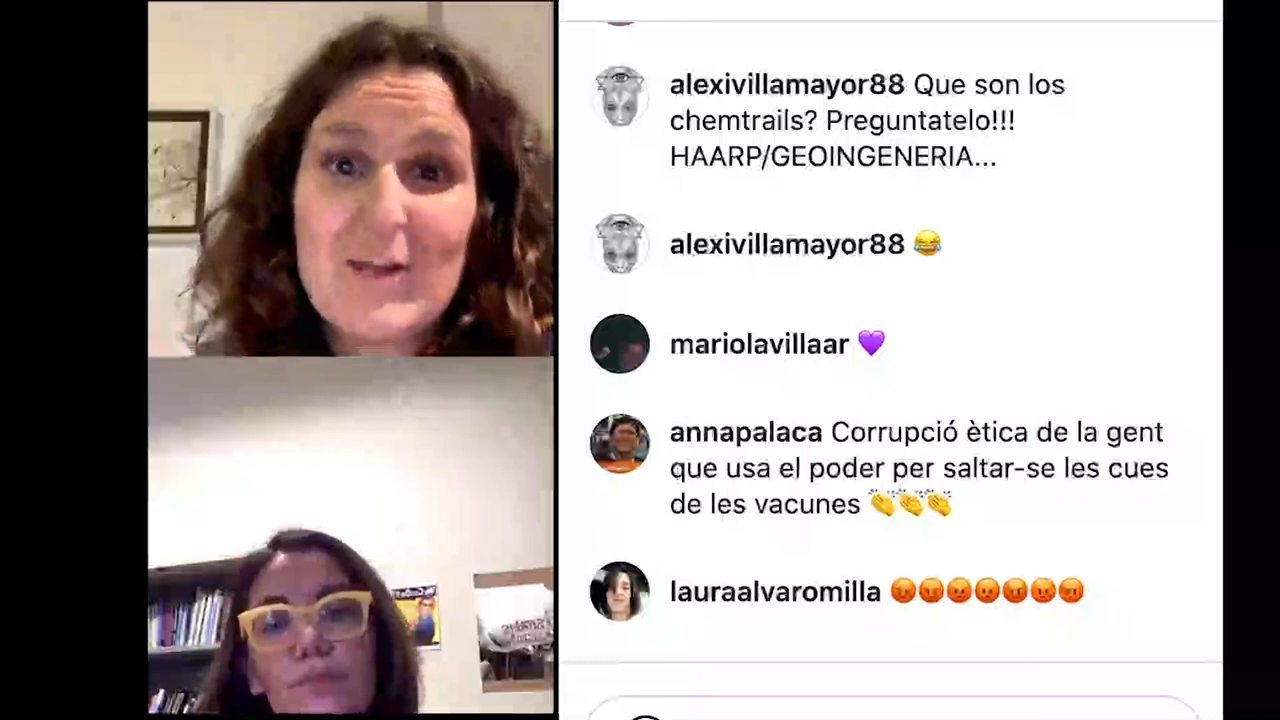 alexivillamayor88 Que son los
chemtrails? Preguntatelo!!!
HAARP/GEOINGENERIA...
alexivillamayor88 😂
mariolavillaar 💜
annapalaca Corrupció ètica de la gent
que usa el poder per saltar-se les cues
de les vacunes 👏👏👏
lauraalvaromilla 😡😡😡😡😡😡😡